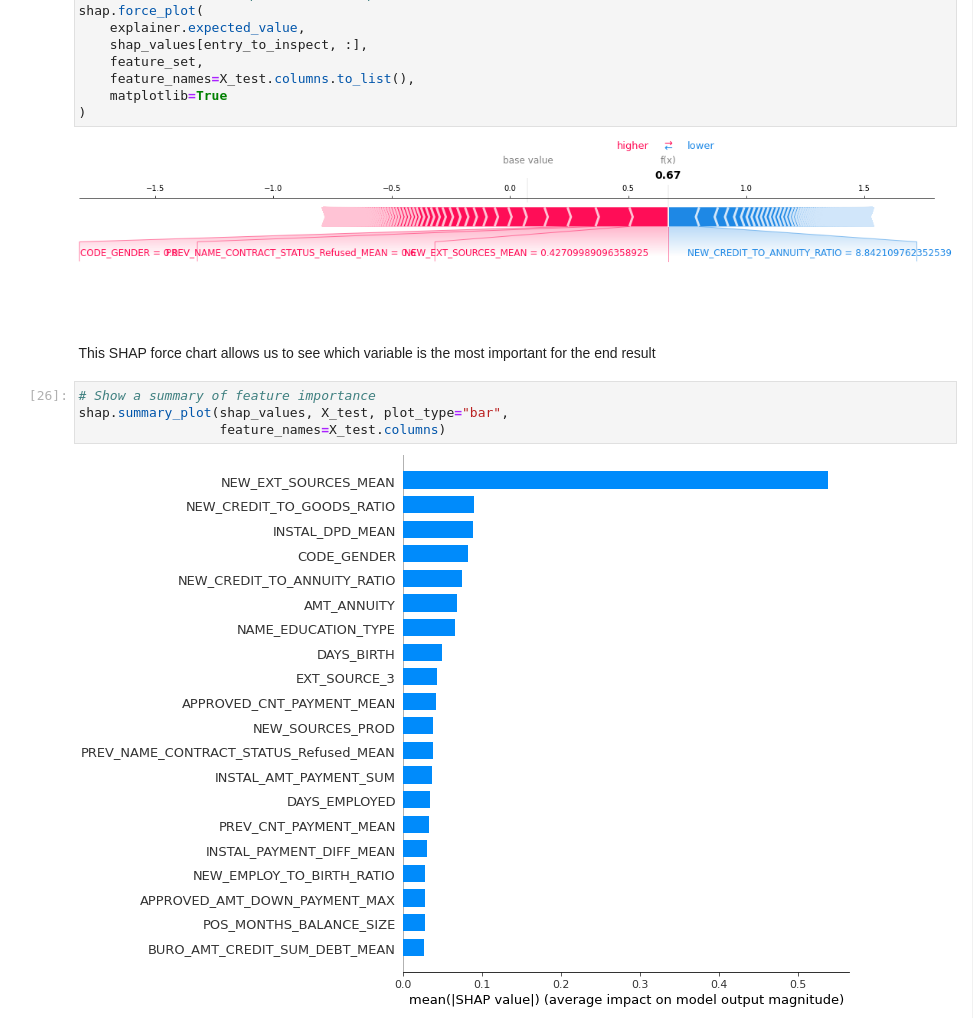 shap.force_plot(
    explainer.expected_value,
    shap_values[entry_to_inspect, :],
    feature_set,
    feature_names=X_test.columns.to_list(),
    matplotlib=True
)
higher ⇄ lower
base value f(x)
0.67
−1.5 −1.0 −0.5 0.0 0.5 1.0 1.5
CODE_GENDER = PREV_NAME_CONTRACT_STATUS_Refused_MEAN = NEW_EXT_SOURCES_MEAN = 0.42709989096358925 NEW_CREDIT_TO_ANNUITY_RATIO = 8.842109762352539
This SHAP force chart allows us to see which variable is the most important for the end result
[26]: # Show a summary of feature importance
shap.summary_plot(shap_values, X_test, plot_type="bar",
                  feature_names=X_test.columns)
NEW_EXT_SOURCES_MEAN
NEW_CREDIT_TO_GOODS_RATIO
INSTAL_DPD_MEAN
CODE_GENDER
NEW_CREDIT_TO_ANNUITY_RATIO
AMT_ANNUITY
NAME_EDUCATION_TYPE
DAYS_BIRTH
EXT_SOURCE_3
APPROVED_CNT_PAYMENT_MEAN
NEW_SOURCES_PROD
PREV_NAME_CONTRACT_STATUS_Refused_MEAN
INSTAL_AMT_PAYMENT_SUM
DAYS_EMPLOYED
PREV_CNT_PAYMENT_MEAN
INSTAL_PAYMENT_DIFF_MEAN
NEW_EMPLOY_TO_BIRTH_RATIO
APPROVED_AMT_DOWN_PAYMENT_MAX
POS_MONTHS_BALANCE_SIZE
BURO_AMT_CREDIT_SUM_DEBT_MEAN
0.0 0.1 0.2 0.3 0.4 0.5
mean(|SHAP value|) (average impact on model output magnitude)